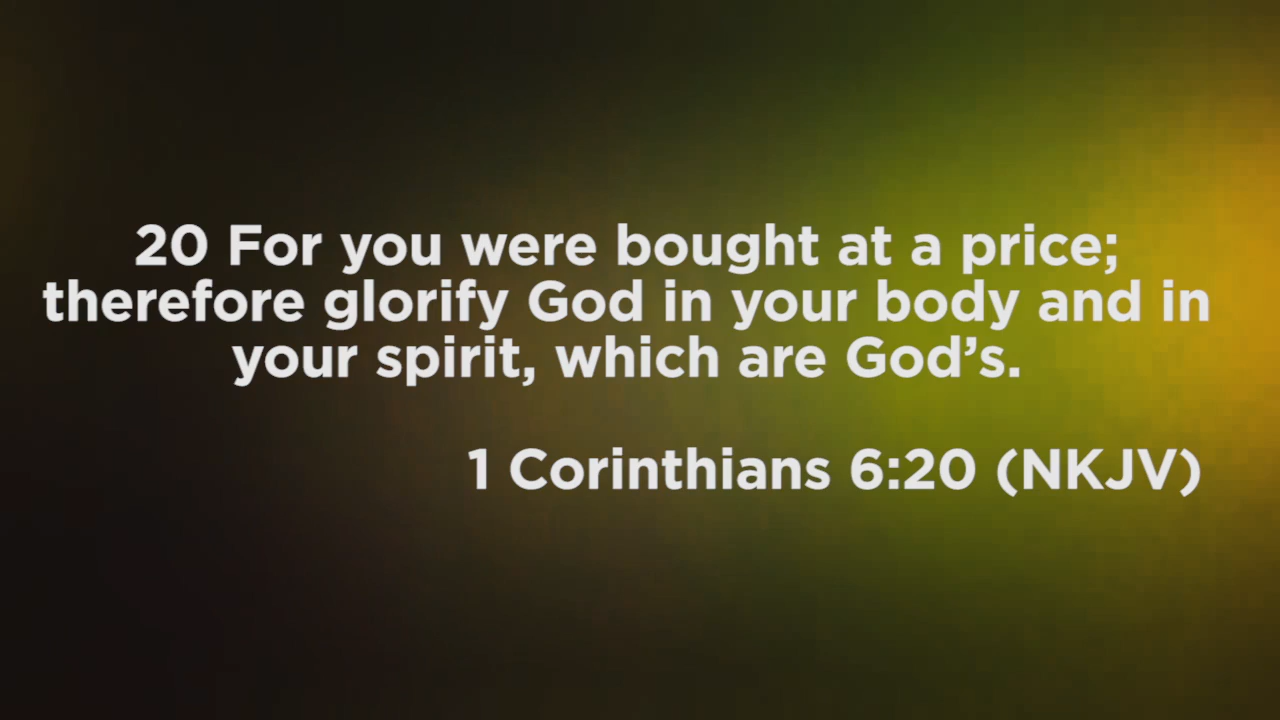 20 For you were bought at a price;
therefore glorify God in your body and in
your spirit, which are God’s.
1 Corinthians 6:20 (NKJV)